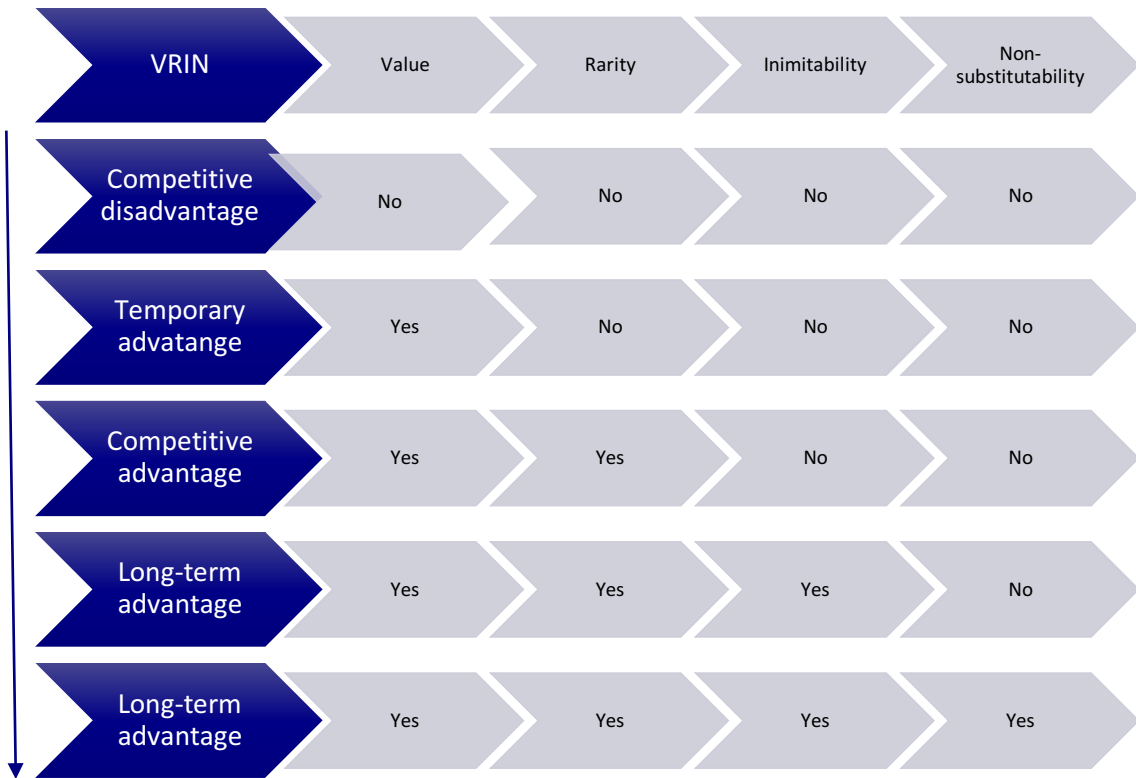 VRIN
Value
Rarity
Inimitability
Non-
substitutability
Competitive
disadvantage
No
No
No
No
Temporary
advatange
Yes
No
No
No
Competitive
advantage
Yes
Yes
No
No
Long-term
advantage
Yes
Yes
Yes
No
Long-term
advantage
Yes
Yes
Yes
Yes